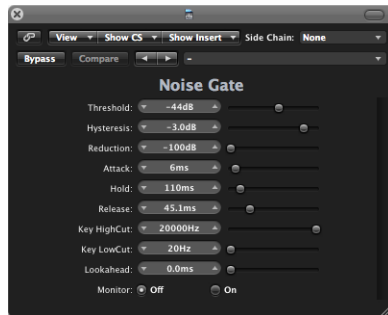 View Show CS Show Insert Side Chain: None
Bypass Compare -
Noise Gate
Threshold: -44dB
Hysteresis: -3.0dB
Reduction: -100dB
Attack: 6ms
Hold: 110ms
Release: 45.1ms
Key HighCut: 20000Hz
Key LowCut: 20Hz
Lookahead: 0.0ms
Monitor: Off On